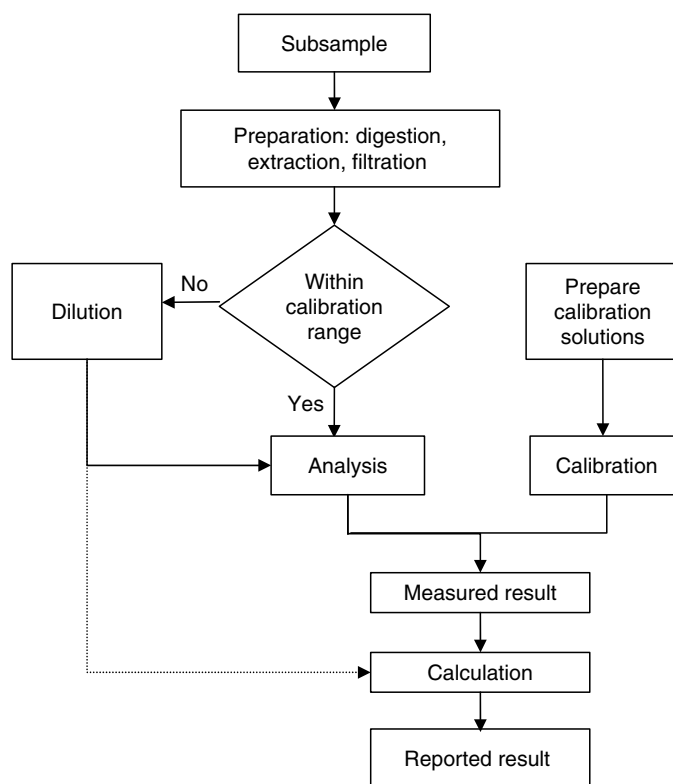 Subsample
Preparation: digestion,
extraction, filtration
No
Dilution
Within
calibration
range
Prepare
calibration
solutions
Yes
Analysis
Calibration
Measured result
Calculation
Reported result